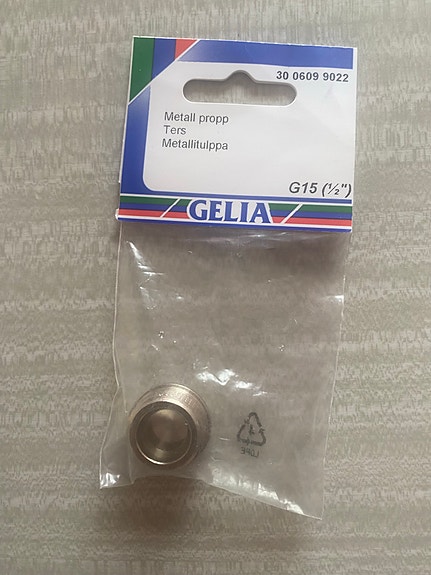 30 0609 9022
Metall propp
Ters
Metallitulppa
G15 (½")
GELIA
LDPE